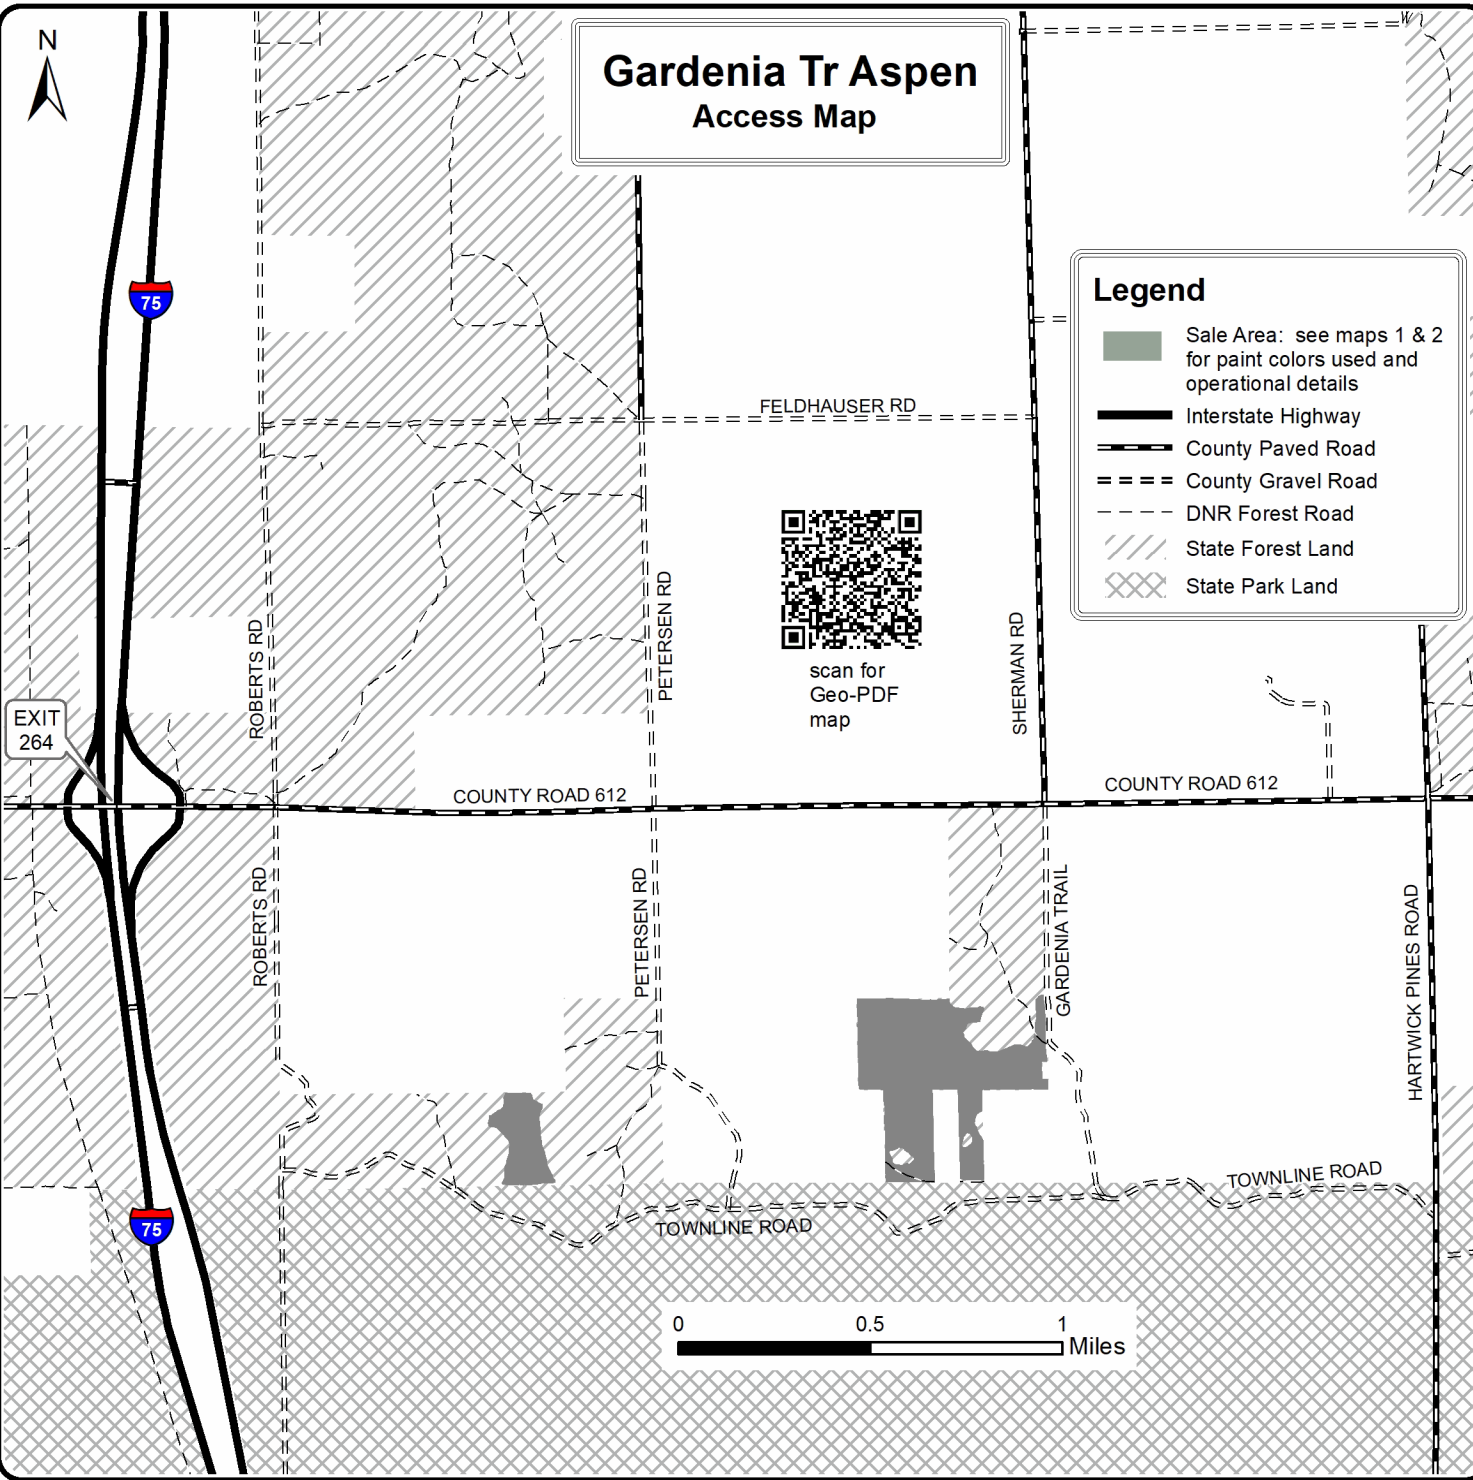 N
Gardenia Tr Aspen
Access Map
75
Legend
Sale Area:  see maps 1 & 2
for paint colors used and
operational details
Interstate Highway
County Paved Road
County Gravel Road
DNR Forest Road
State Forest Land
State Park Land
FELDHAUSER RD
scan for
Geo-PDF
map
ROBERTS RD
PETERSEN RD
SHERMAN RD
EXIT
264
COUNTY ROAD 612
COUNTY ROAD 612
ROBERTS RD
PETERSEN RD
GARDENIA TRAIL
HARTWICK PINES ROAD
TOWNLINE ROAD
TOWNLINE ROAD
75
0 0.5 1
Miles